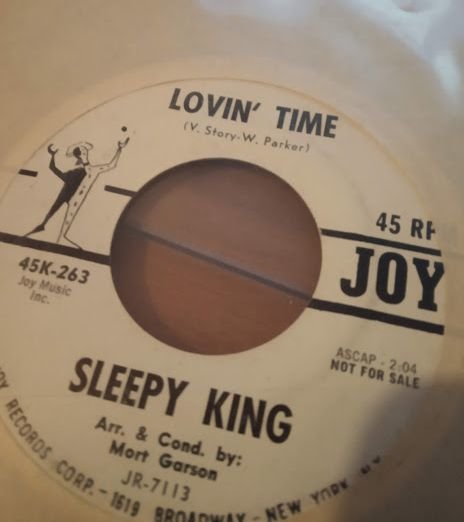 LOVIN' TIME
(V. Story-W. Parker)
45 RP
JOY
45K-263
Joy Music
Inc.
ASCAP - 2:04
NOT FOR SALE
SLEEPY KING
Arr. & Cond. by:
Mort Garson
JR-7113
OY RECORDS CORP. - 1619 BROADWAY - NEW YORK